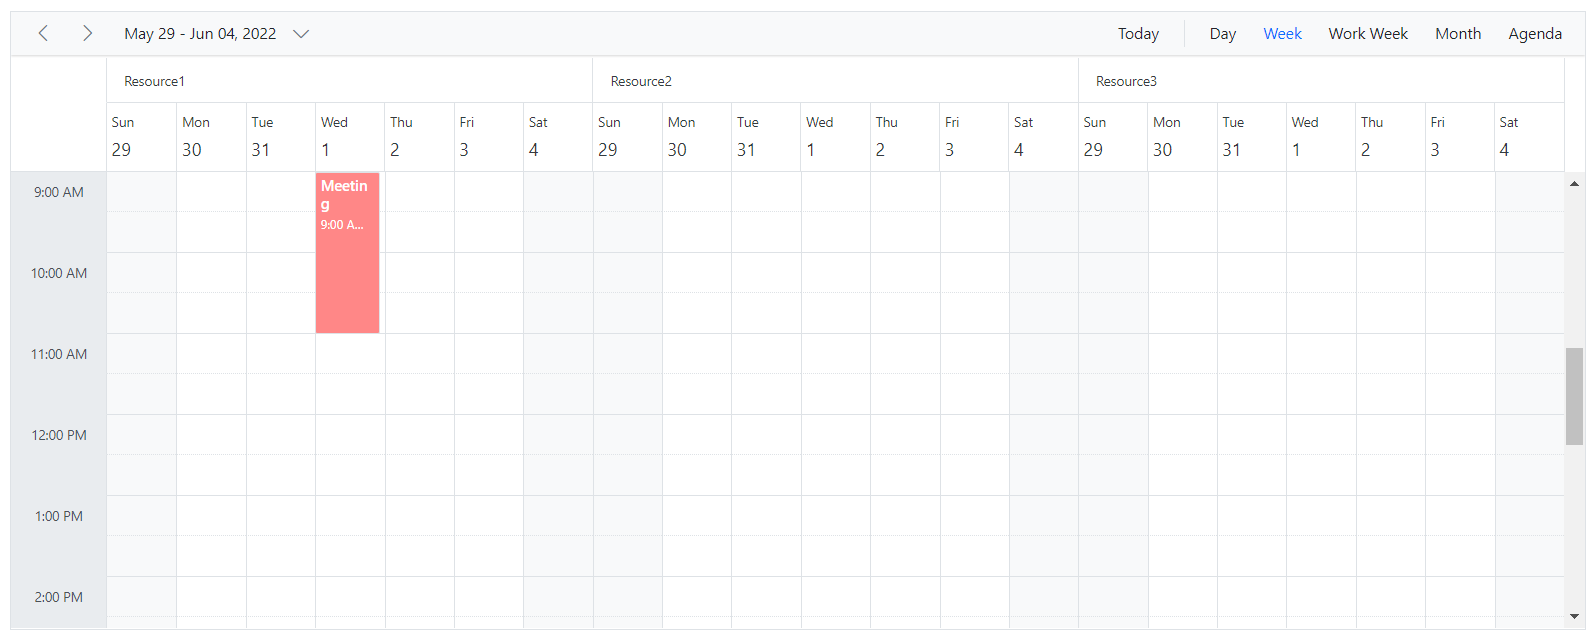 May 29 - Jun 04, 2022 Today Day Week Work Week Month Agenda
Resource1 Resource2 Resource3
Sun Mon Tue Wed Thu Fri Sat Sun Mon Tue Wed Thu Fri Sat Sun Mon Tue Wed Thu Fri Sat
29 30 31 1 2 3 4 29 30 31 1 2 3 4 29 30 31 1 2 3 4
9:00 AM
Meetin
g
9:00 A...
10:00 AM
11:00 AM
12:00 PM
1:00 PM
2:00 PM